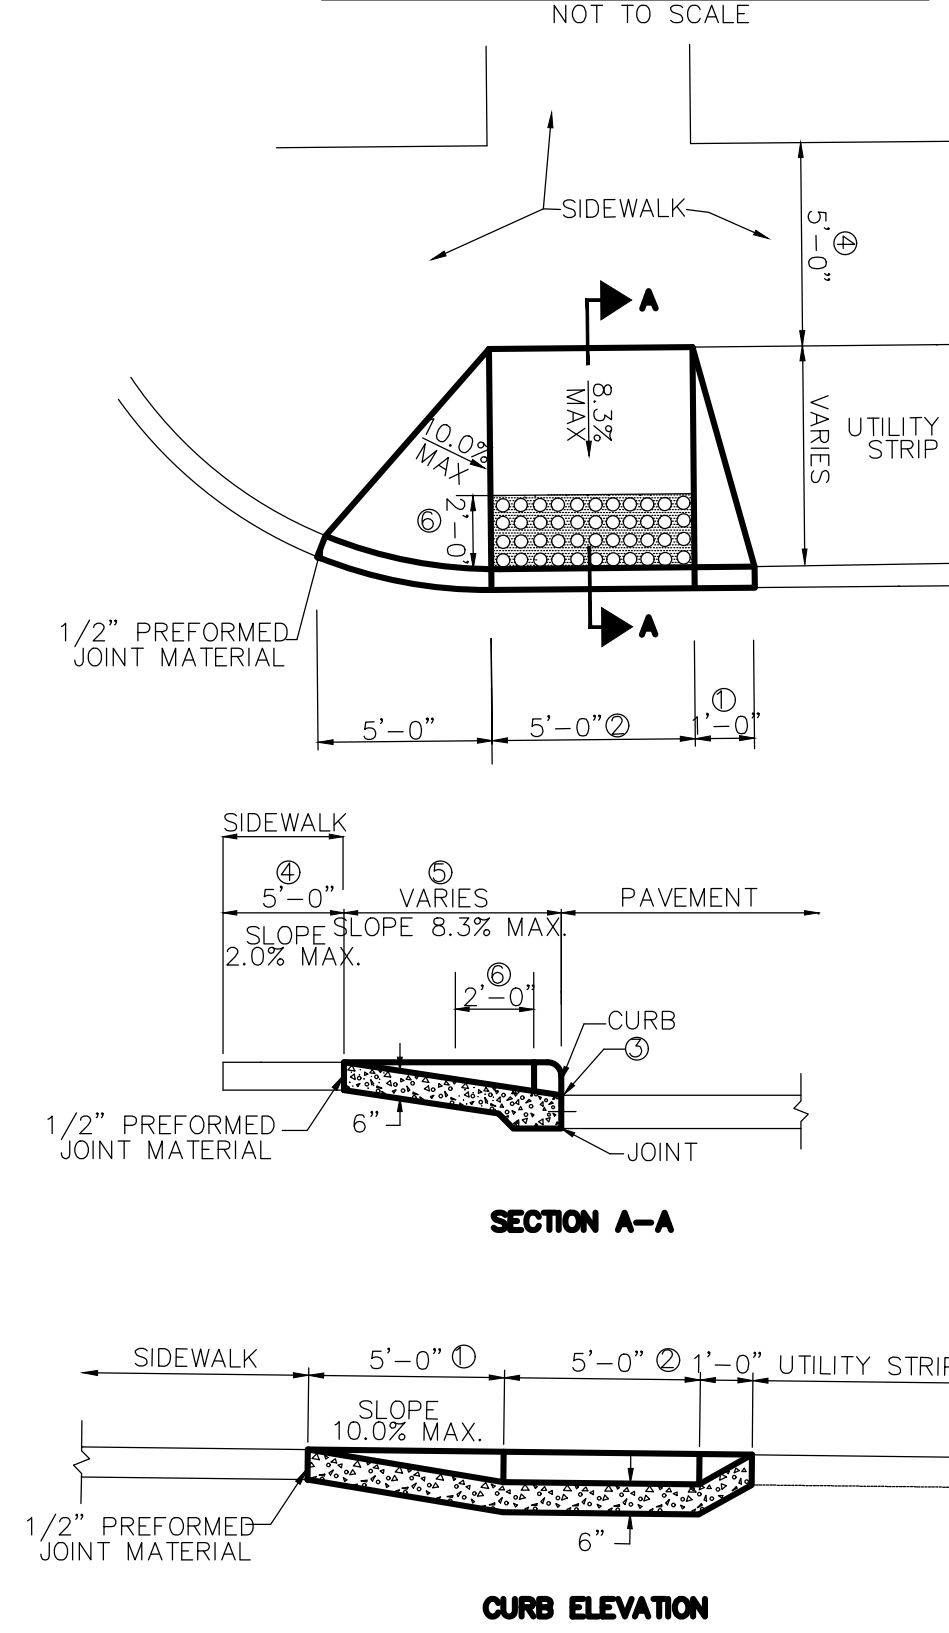 NOT TO SCALE
SIDEWALK
5'-0" ④
A
8.3%
MAX
VARIES
UTILITY
STRIP
10.0%
MAX
⑥ 2'-0"
A
1/2" PREFORMED
JOINT MATERIAL
①
5'-0" 5'-0" ② 1'-0"
SIDEWALK
④ ⑤
5'-0" VARIES PAVEMENT
SLOPE SLOPE 8.3% MAX.
2.0% MAX.
⑥
2'-0"
CURB
③
1/2" PREFORMED
JOINT MATERIAL
6"
JOINT
SECTION A-A
SIDEWALK 5'-0" ① 5'-0" ② 1'-0" UTILITY STRIP
SLOPE
10.0% MAX.
1/2" PREFORMED
JOINT MATERIAL
6"
CURB ELEVATION